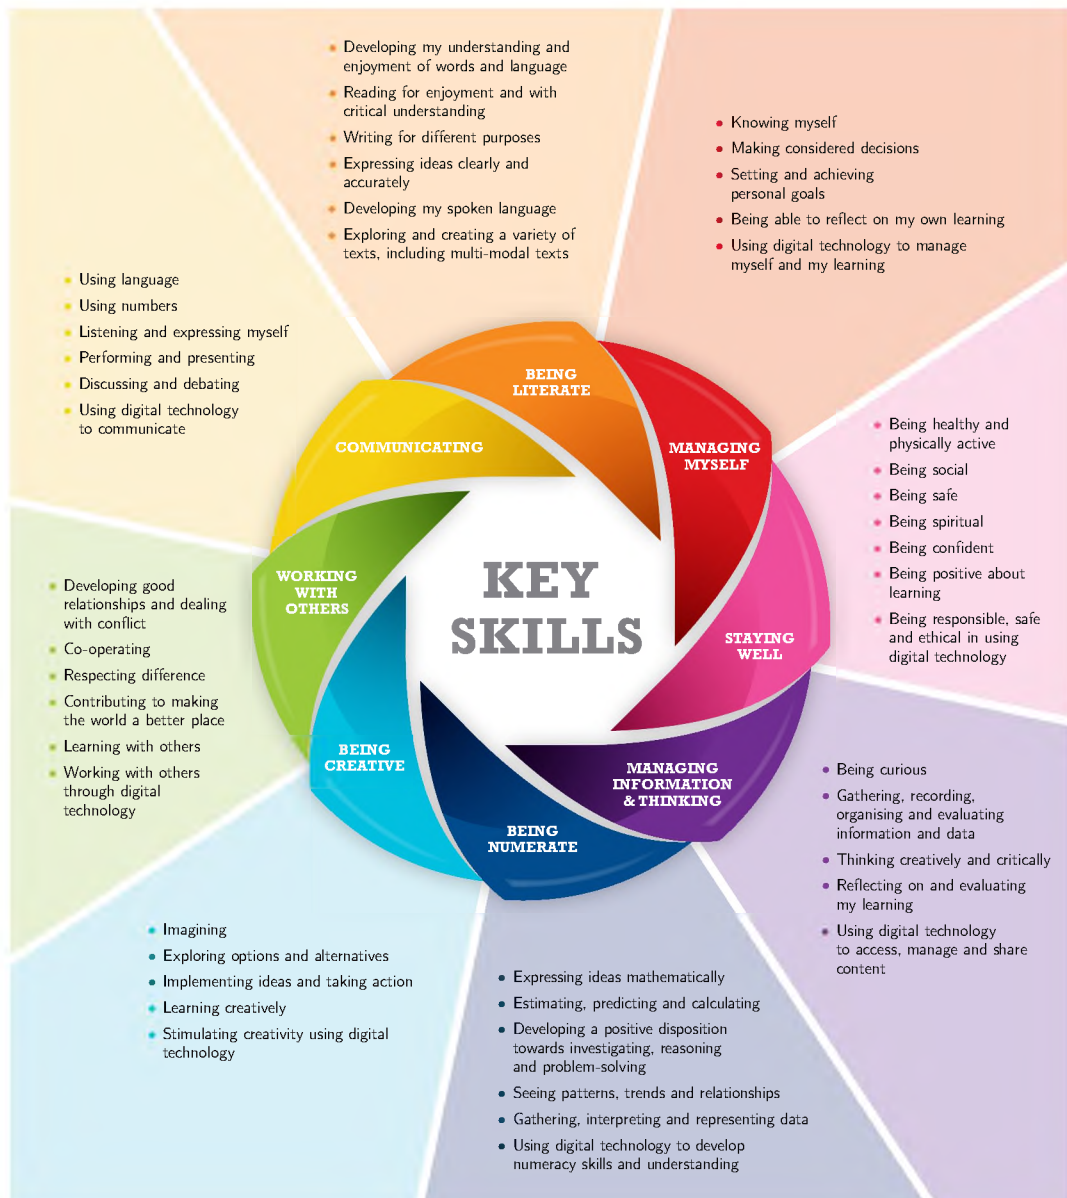 • Developing my understanding and
enjoyment of words and language
• Reading for enjoyment and with
critical understanding
• Writing for different purposes
• Expressing ideas clearly and
accurately
• Developing my spoken language
• Exploring and creating a variety of
texts, including multi-modal texts
• Knowing myself
• Making considered decisions
• Setting and achieving
personal goals
• Being able to reflect on my own learning
• Using digital technology to manage
myself and my learning
• Using language
• Using numbers
• Listening and expressing myself
• Performing and presenting
• Discussing and debating
• Using digital technology
to communicate
• Being healthy and
physically active
• Being social
• Being safe
• Being spiritual
• Being confident
• Being positive about
learning
• Being responsible, safe
and ethical in using
digital technology
BEING
LITERATE
MANAGING
MYSELF
COMMUNICATING
STAYING
WELL
WORKING
WITH
OTHERS
KEY
SKILLS
BEING
CREATIVE
MANAGING
INFORMATION
& THINKING
BEING
NUMERATE
• Developing good
relationships and dealing
with conflict
• Co-operating
• Respecting difference
• Contributing to making
the world a better place
• Learning with others
• Working with others
through digital
technology
• Being curious
• Gathering, recording,
organising and evaluating
information and data
• Thinking creatively and critically
• Reflecting on and evaluating
my learning
• Using digital technology
to access, manage and share
content
• Imagining
• Exploring options and alternatives
• Implementing ideas and taking action
• Learning creatively
• Stimulating creativity using digital
technology
• Expressing ideas mathematically
• Estimating, predicting and calculating
• Developing a positive disposition
towards investigating, reasoning
and problem-solving
• Seeing patterns, trends and relationships
• Gathering, interpreting and representing data
• Using digital technology to develop
numeracy skills and understanding